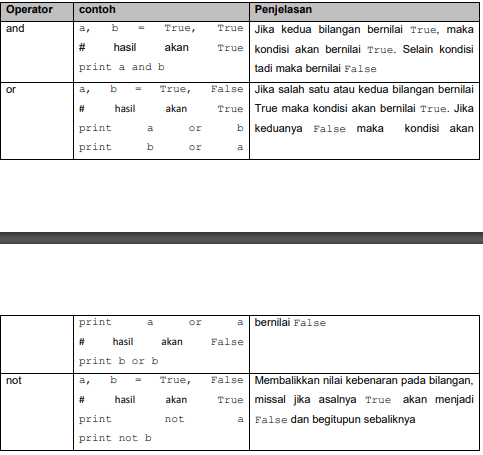 Operator contoh Penjelasan
and
a, b = True, True
# hasil akan True
print a and b
Jika kedua bilangan bernilai True, maka
kondisi akan bernilai True. Selain kondisi
tadi maka bernilai False
or
a, b = True, False
# hasil akan True
print a or b
print b or a
Jika salah satu atau kedua bilangan bernilai
True maka kondisi akan bernilai True. Jika
keduanya False maka kondisi akan
print a or a
# hasil akan False
print b or b
bernilai False
not
a, b = True, False
# hasil akan True
print not a
print not b
Membalikkan nilai kebenaran pada bilangan,
missal jika asalnya True akan menjadi
False dan begitupun sebaliknya